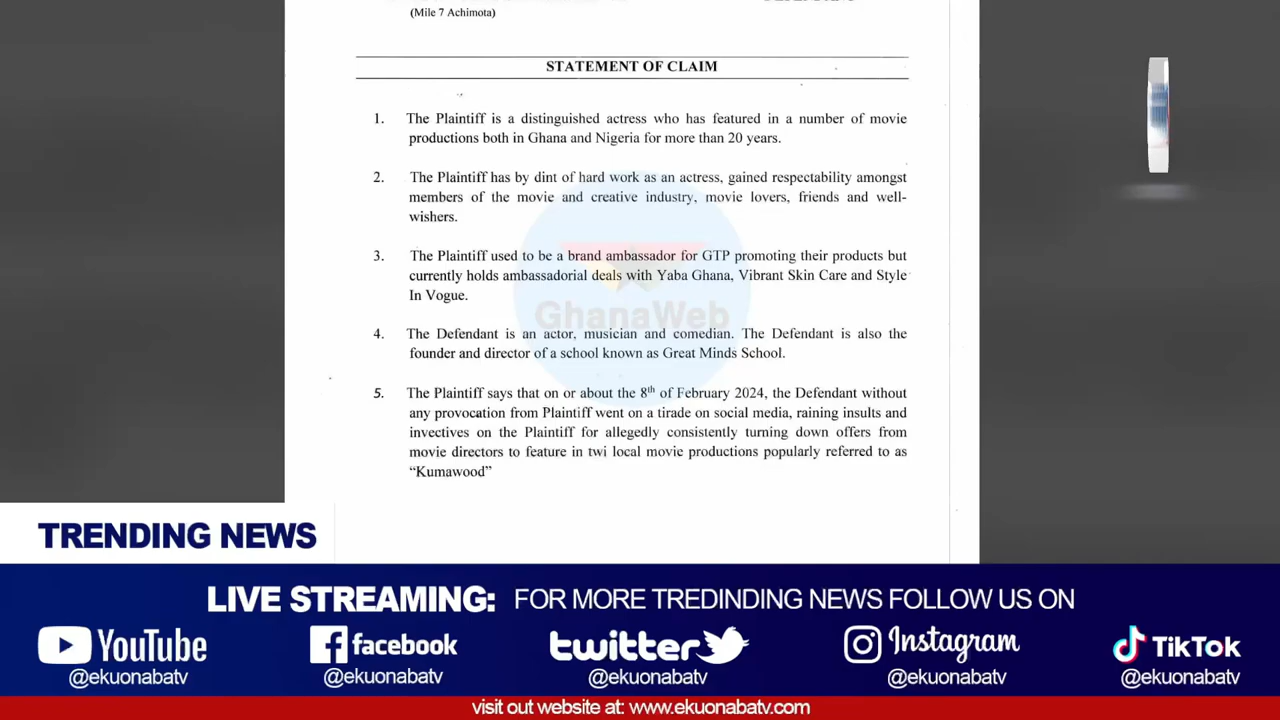 (Mile 7 Achimota)
STATEMENT OF CLAIM
1. The Plaintiff is a distinguished actress who has featured in a number of movie
productions both in Ghana and Nigeria for more than 20 years.
2. The Plaintiff has by dint of hard work as an actress, gained respectability amongst
members of the movie and creative industry, movie lovers, friends and well-
wishers.
3. The Plaintiff used to be a brand ambassador for GTP promoting their products but
currently holds ambassadorial deals with Yaba Ghana, Vibrant Skin Care and Style
In Vogue.
GhanaWeb
4. The Defendant is an actor, musician and comedian. The Defendant is also the
founder and director of a school known as Great Minds School.
5. The Plaintiff says that on or about the 8th of February 2024, the Defendant without
any provocation from Plaintiff went on a tirade on social media, raining insults and
invectives on the Plaintiff for allegedly consistently turning down offers from
movie directors to feature in twi local movie productions popularly referred to as
“Kumawood”
TRENDING NEWS
LIVE STREAMING: FOR MORE TREDINDING NEWS FOLLOW US ON
YouTube facebook twitter Instagram TikTok
@ekuonabatv @ekuonabatv @ekuonabatv @ekuonabatv @ekuonabatv
visit out website at: www.ekuonabatv.com